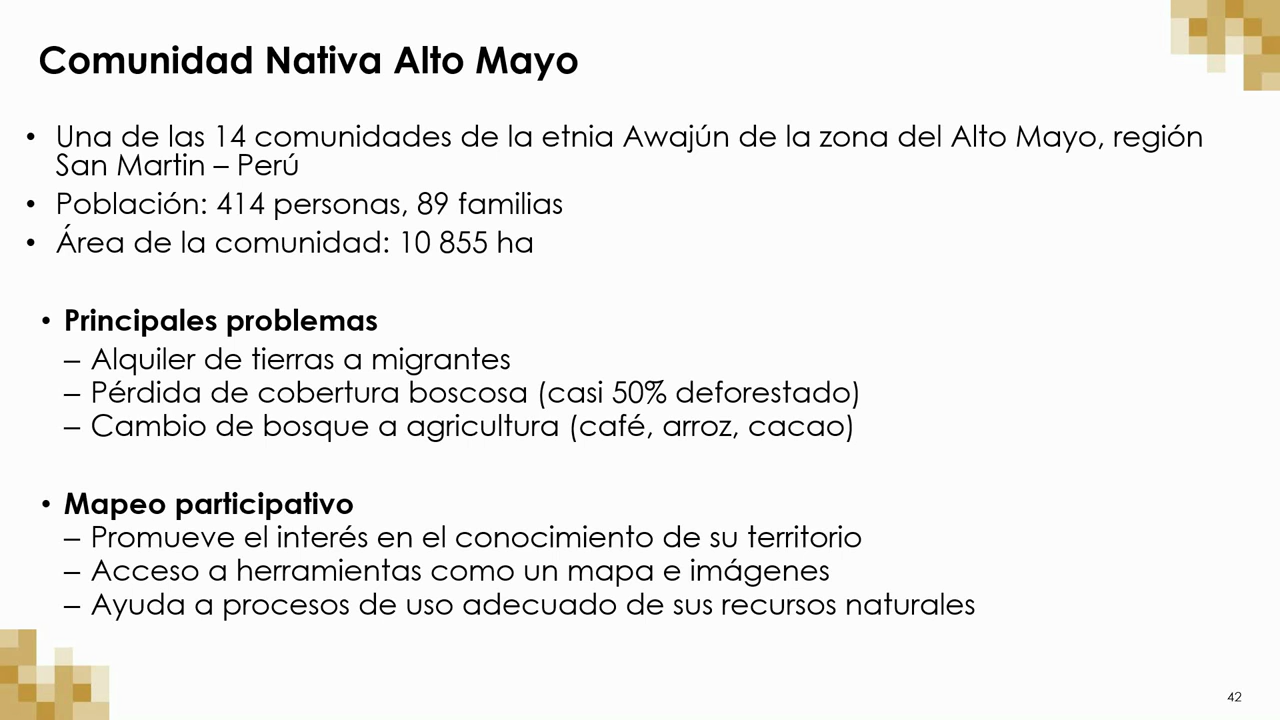 Comunidad Nativa Alto Mayo
• Una de las 14 comunidades de la etnia Awajún de la zona del Alto Mayo, región
San Martin – Perú
• Población: 414 personas, 89 familias
• Área de la comunidad: 10 855 ha
• Principales problemas
– Alquiler de tierras a migrantes
– Pérdida de cobertura boscosa (casi 50% deforestado)
– Cambio de bosque a agricultura (café, arroz, cacao)
• Mapeo participativo
– Promueve el interés en el conocimiento de su territorio
– Acceso a herramientas como un mapa e imágenes
– Ayuda a procesos de uso adecuado de sus recursos naturales
42